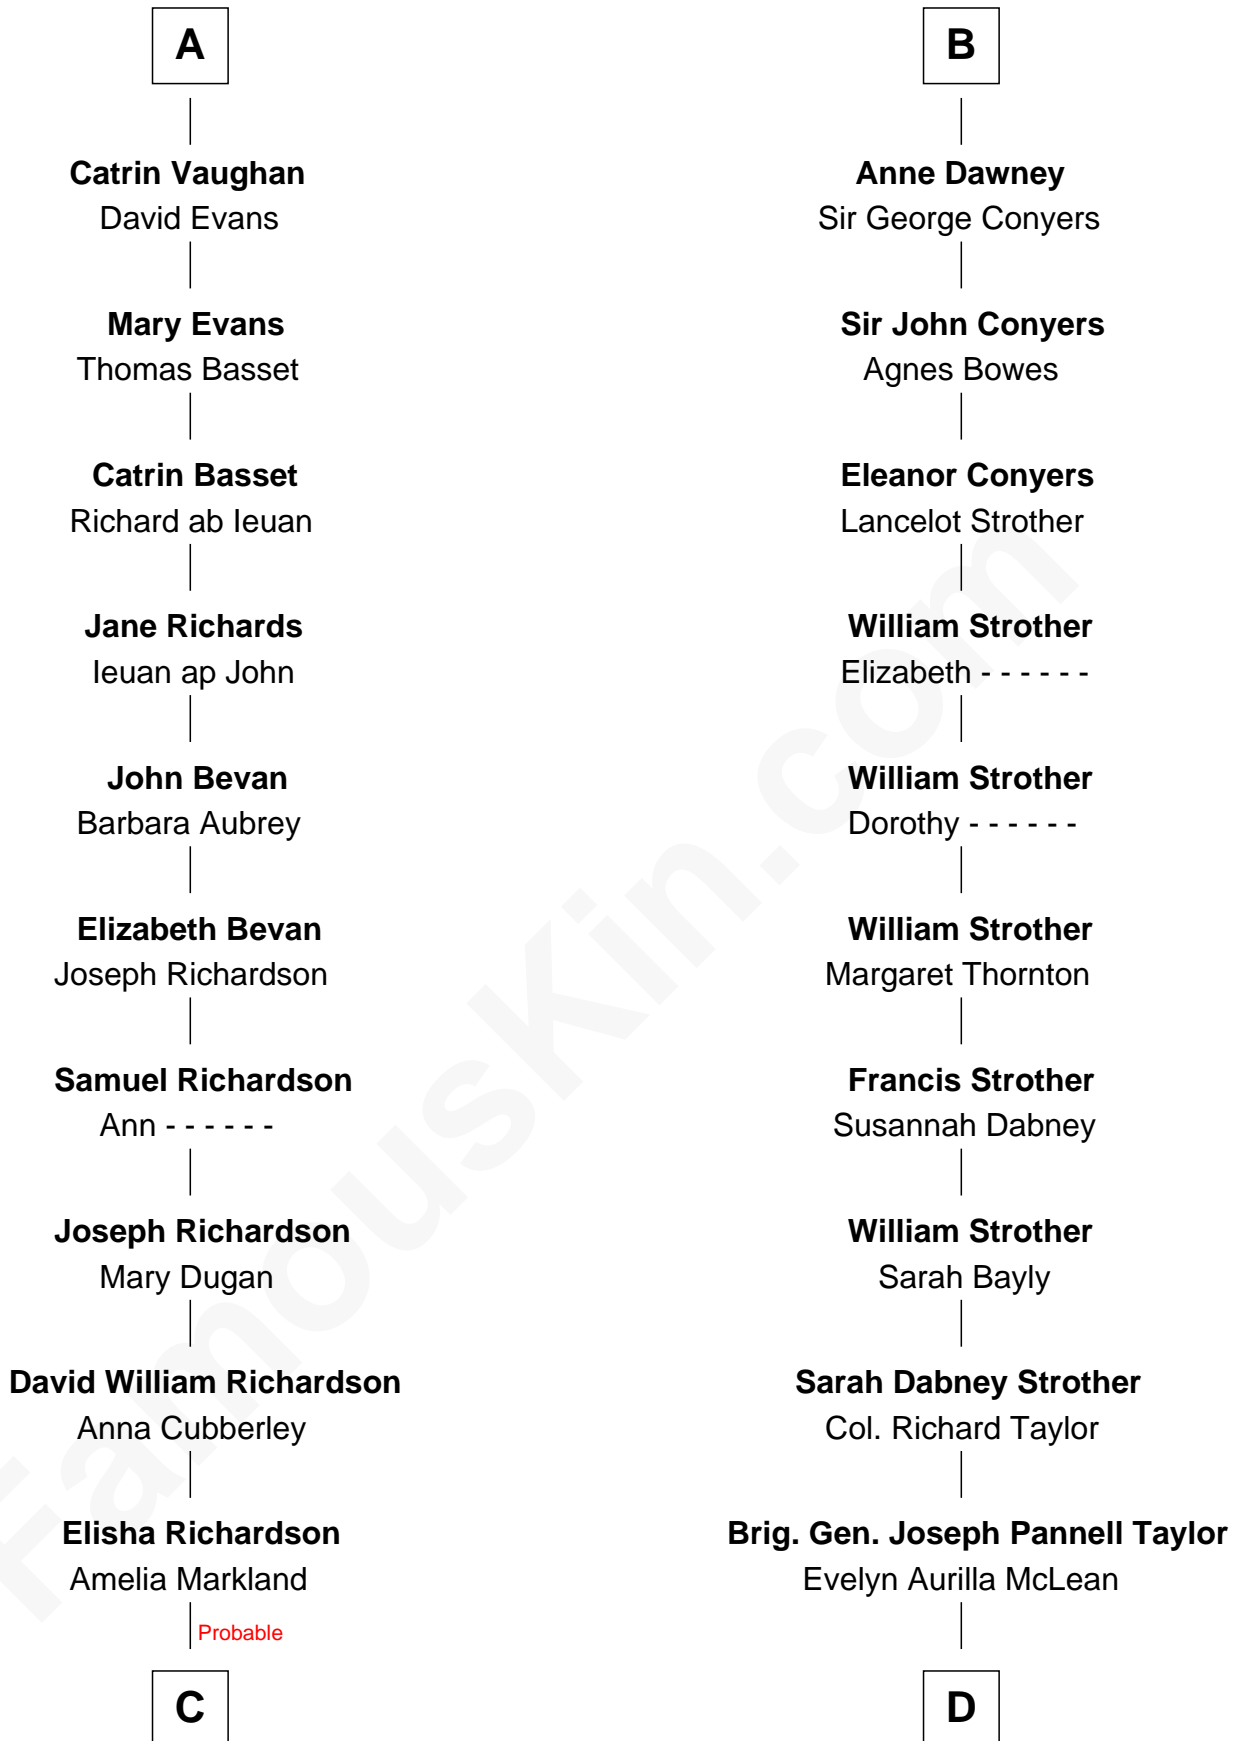 A
Catrin Vaughan
David Evans
Mary Evans
Thomas Basset
Catrin Basset
Richard ab Ieuan
Jane Richards
Ieuan ap John
John Bevan
Barbara Aubrey
Elizabeth Bevan
Joseph Richardson
Samuel Richardson
Ann - - - - - -
Joseph Richardson
Mary Dugan
David William Richardson
Anna Cubberley
Elisha Richardson
Amelia Markland
Probable
C
B
Anne Dawney
Sir George Conyers
Sir John Conyers
Agnes Bowes
Eleanor Conyers
Lancelot Strother
William Strother
Elizabeth - - - - - -
William Strother
Dorothy - - - - - -
William Strother
Margaret Thornton
Francis Strother
Susannah Dabney
William Strother
Sarah Bayly
Sarah Dabney Strother
Col. Richard Taylor
Brig. Gen. Joseph Pannell Taylor
Evelyn Aurilla McLean
D
FamousKin.com